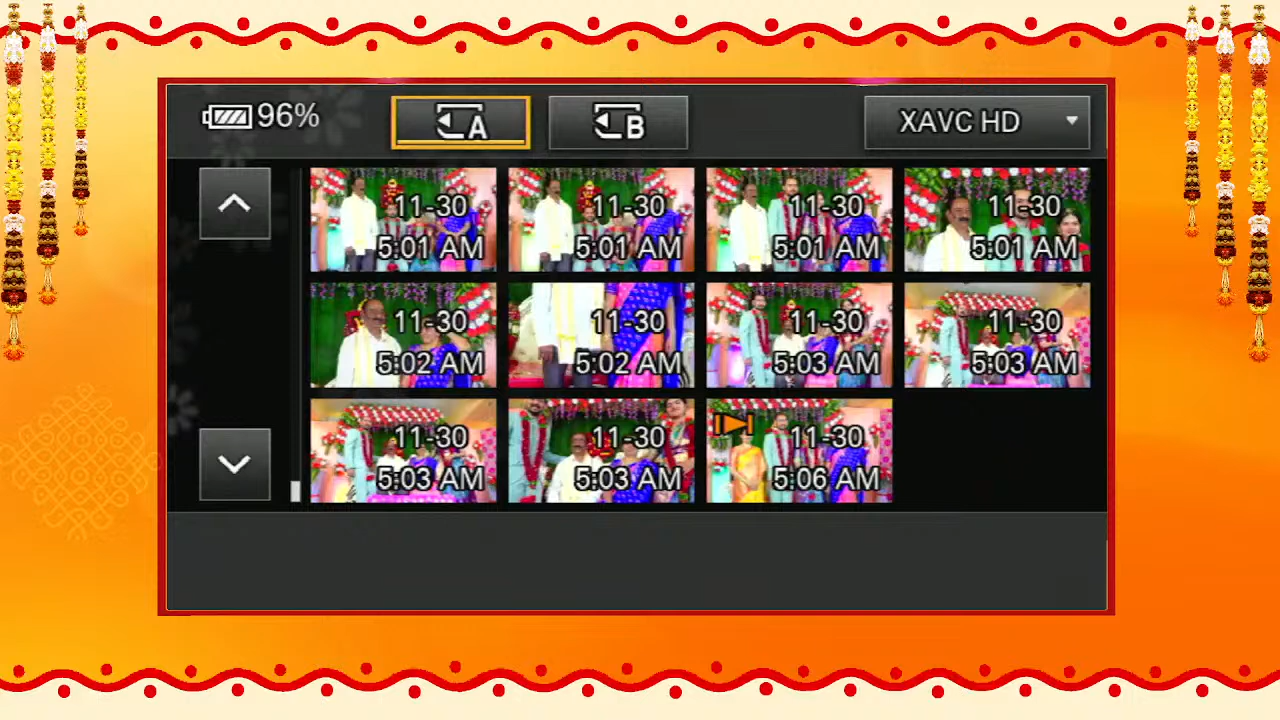 96%
A
B
XAVC HD
11-30
5:01 AM
11-30
5:01 AM
11-30
5:01 AM
11-30
5:01 AM
11-30
5:02 AM
11-30
5:02 AM
11-30
5:03 AM
11-30
5:03 AM
11-30
5:03 AM
11-30
5:03 AM
11-30
5:06 AM